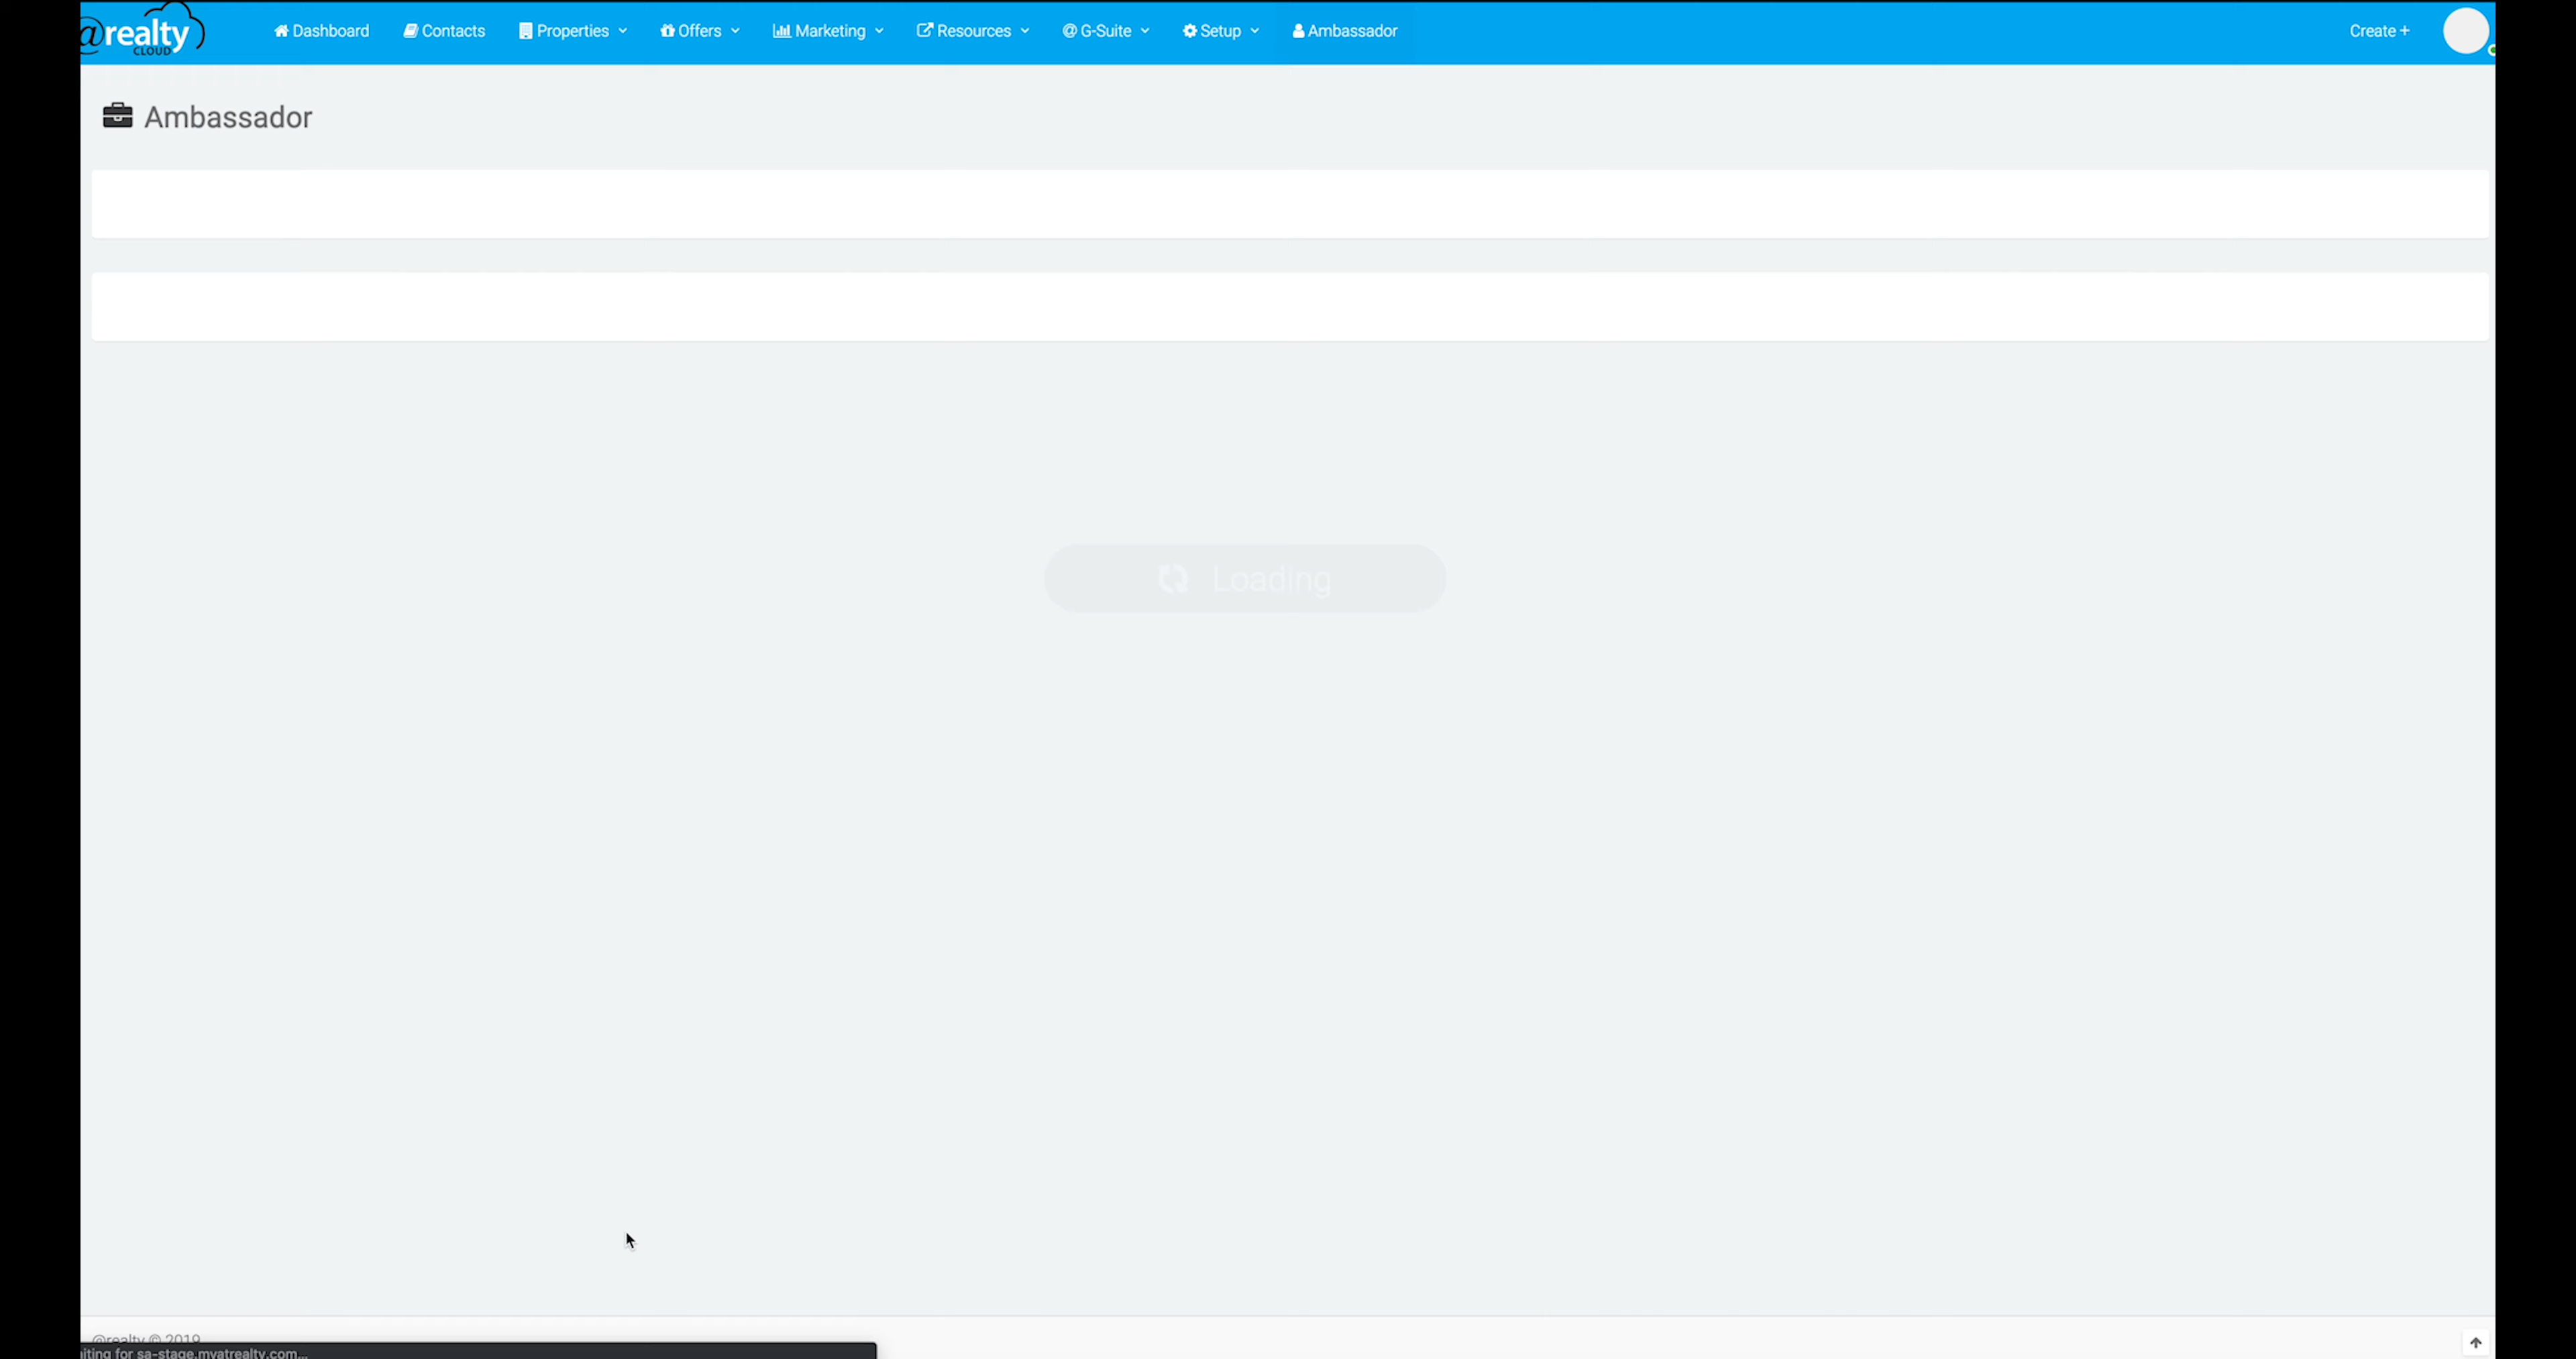 @realty
CLOUD
Dashboard Contacts Properties Offers Marketing Resources @ G-Suite Setup Ambassador Create +
Ambassador
Loading
@realty © 2019
iting for sa-stage.myatrealty.com...